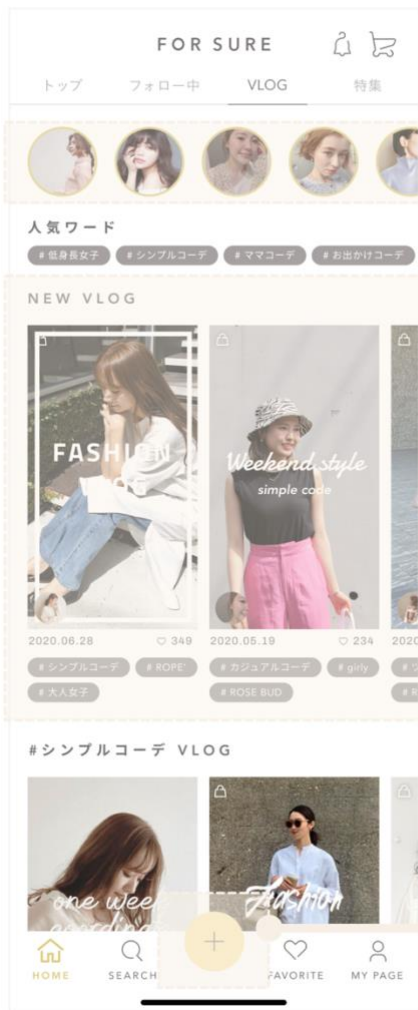 FOR SURE
トップ フォロー中 VLOG 特集
人気ワード
# 低身長女子 # シンプルコーデ # ママコーデ # お出かけコーデ
NEW VLOG
FASHION
VLOG
Weekend style
simple code
2020.06.28 ♡ 349 2020.05.19 ♡ 234 2020
# シンプルコーデ # ROPE' # カジュアルコーデ # girly
# 大人女子 # ROSE BUD # R
#シンプルコーデ VLOG
one week
Fashion
HOME SEARCH + FAVORITE MY PAGE